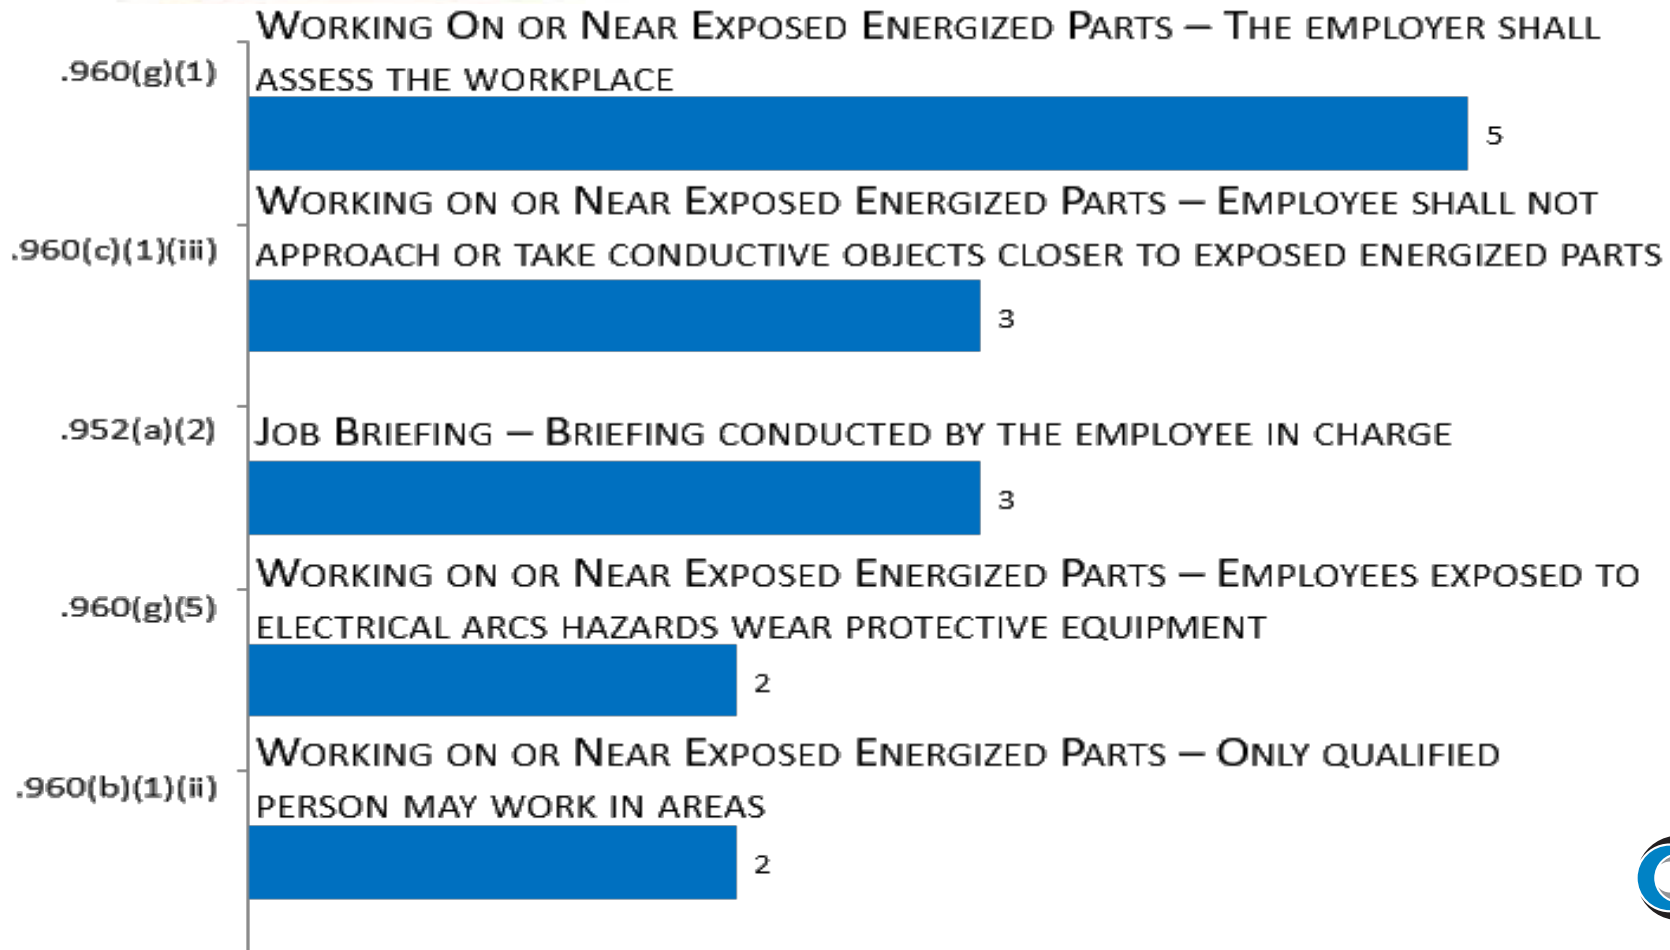 Working On or Near Exposed Energized Parts – The employer shall
.960(g)(1)
assess the workplace
5
Working on or Near Exposed Energized Parts – Employee shall not
.960(c)(1)(iii)
approach or take conductive objects closer to exposed energized parts
3
.952(a)(2)
Job Briefing – Briefing conducted by the employee in charge
3
Working on or Near Exposed Energized Parts – Employees exposed to
.960(g)(5)
electrical arcs hazards wear protective equipment
2
Working on or Near Exposed Energized Parts – Only qualified
.960(b)(1)(ii)
person may work in areas
2